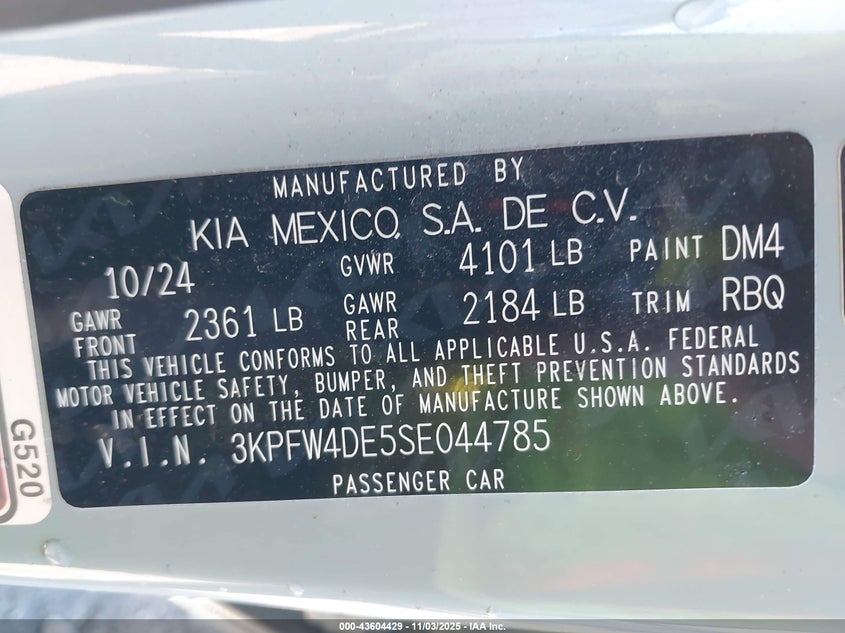 MANUFACTURED BY
KIA MEXICO, S.A. DE C.V.
10/24 GVWR 4101 LB PAINT DM4
GAWR FRONT 2361 LB GAWR REAR 2184 LB TRIM RBQ
THIS VEHICLE CONFORMS TO ALL APPLICABLE U.S.A. FEDERAL
MOTOR VEHICLE SAFETY, BUMPER, AND THEFT PREVENTION STANDARDS
IN EFFECT ON THE DATE OF MANUFACTURE SHOWN ABOVE.
V.I.N. 3KPFW4DE5SE044785
PASSENGER CAR
G520
000-43604429 - 11/03/2025 - IAA Inc.